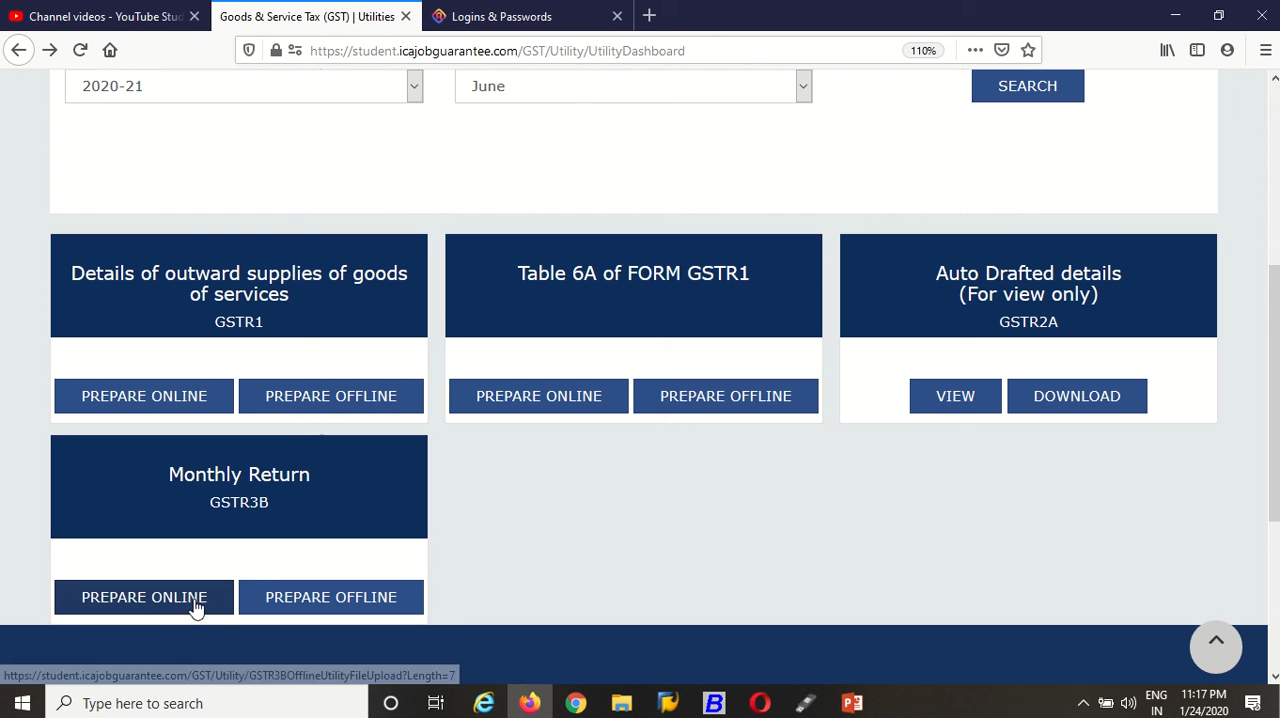 Channel videos - YouTube Stud
Goods & Service Tax (GST) | Utilities
Logins & Passwords
https://student.icajobguarantee.com/GST/Utility/UtilityDashboard
110%
2020-21
June
SEARCH
Details of outward supplies of goods
of services
GSTR1
PREPARE ONLINE
PREPARE OFFLINE
Table 6A of FORM GSTR1
PREPARE ONLINE
PREPARE OFFLINE
Auto Drafted details
(For view only)
GSTR2A
VIEW
DOWNLOAD
Monthly Return
GSTR3B
PREPARE ONLINE
PREPARE OFFLINE
https://student.icajobguarantee.com/GST/Utility/GSTR3BOfflineUtilityFileUpload?Length=7
Type here to search
ENG
IN
11:17 PM
1/24/2020